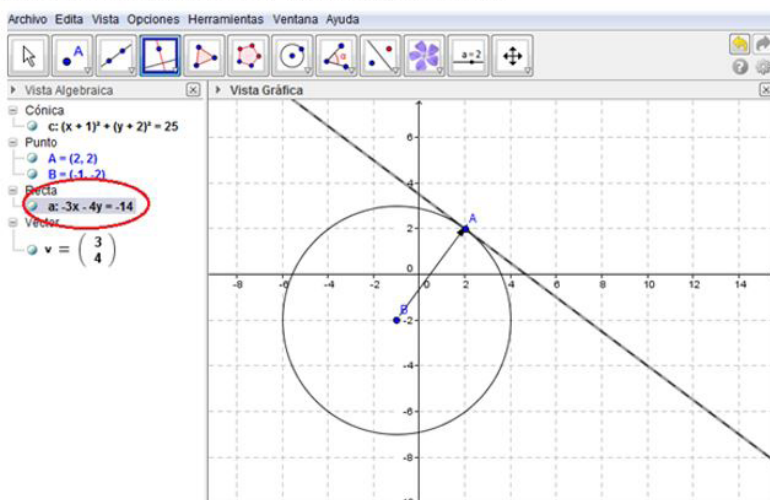 Archivo Edita Vista Opciones Herramientas Ventana Ayuda
A
α
a=2
Vista Algebraica
Vista Gráfica
Cónica
c: (x + 1)² + (y + 2)² = 25
Punto
A = (2, 2)
B = (-1, -2)
Recta
a: -3x - 4y = -14
Vector
v = ( 3
4 )
6
4
2
0
-8 -6 -4 -2 0 2 4 6 8 10 12 14
-2
-4
-6
-8
A
B